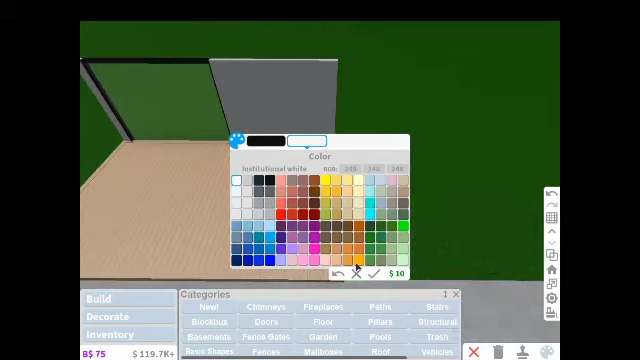 Color
Institutional white RGB: 248 248 248
$ 10
Build
Decorate
Inventory
B$ 75 $ 119.7K+
Categories
New! Chimneys Fireplaces Paths Stairs
Blockbux Doors Floor Pillars Structural
Basements Fence Gates Garden Pools Trash
Basic Shapes Fences Mailboxes Roof Vehicles